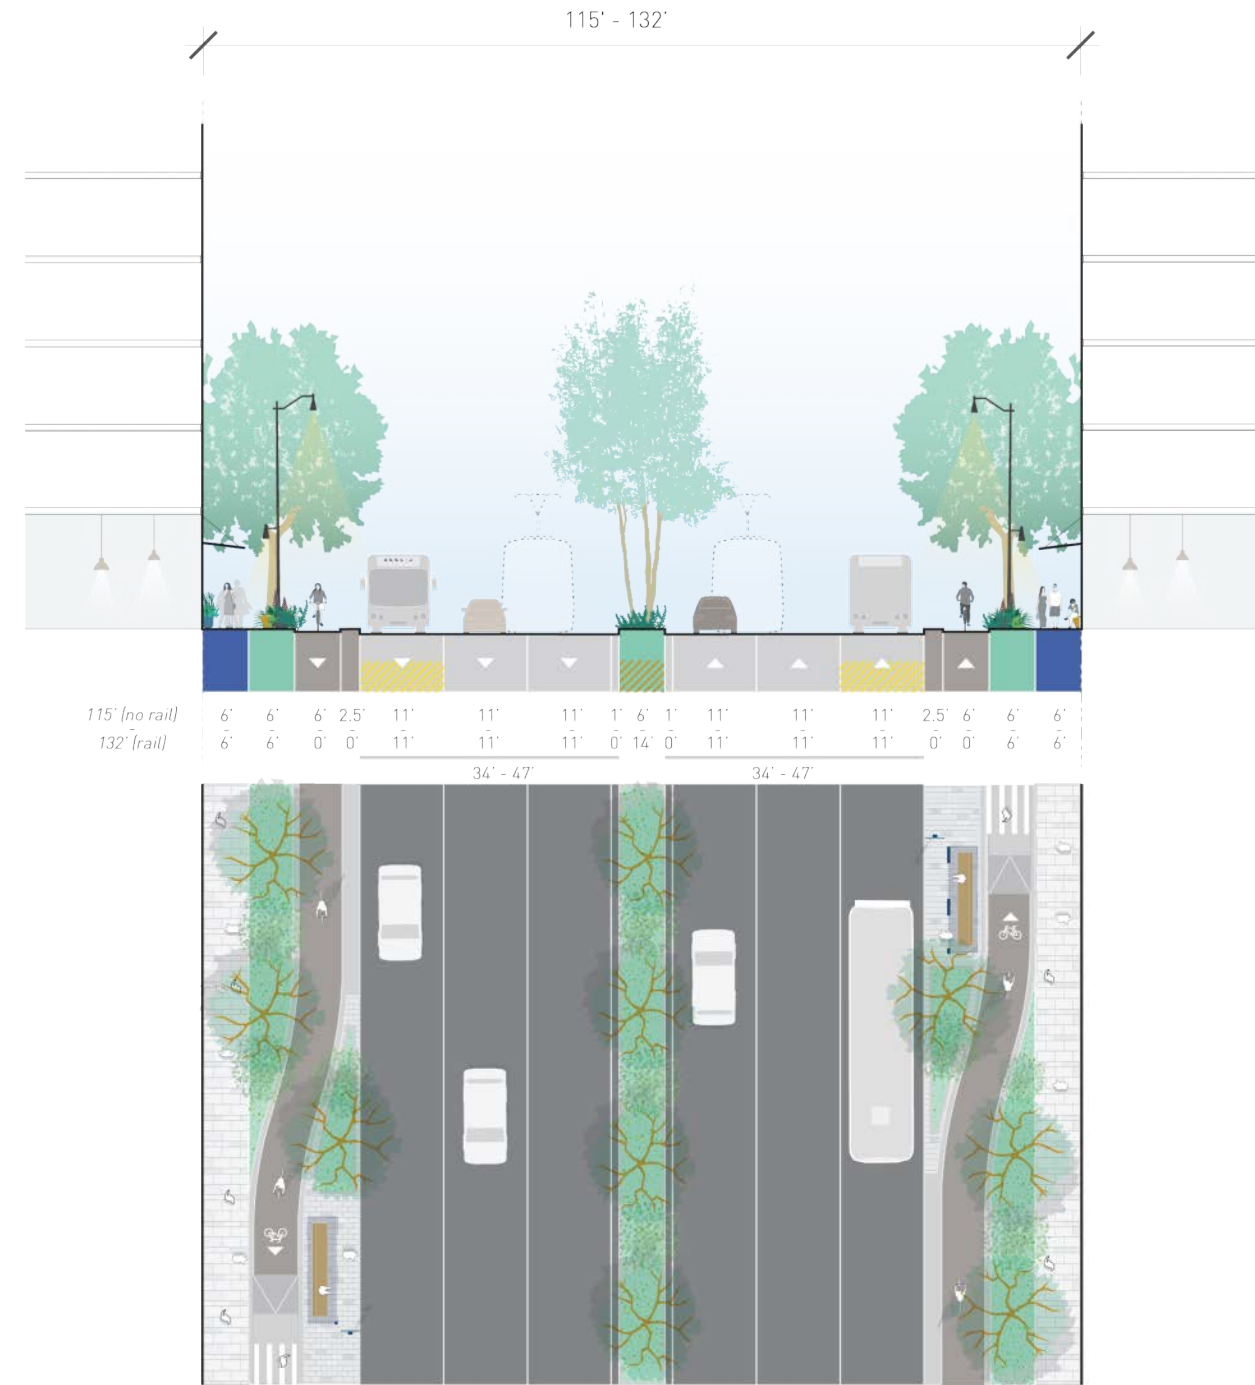 115' - 132'
115' (no rail) 6' 6' 6' 2.5' 11' 11' 11' 1' 6' 1' 11' 11' 11' 2.5' 6' 6' 6'
- - - - - - - - - - - - - - - - - -
132' (rail) 6' 6' 0' 0' 11' 11' 11' 0' 14' 0' 11' 11' 11' 0' 0' 6' 6'
34' - 47' 34' - 47'